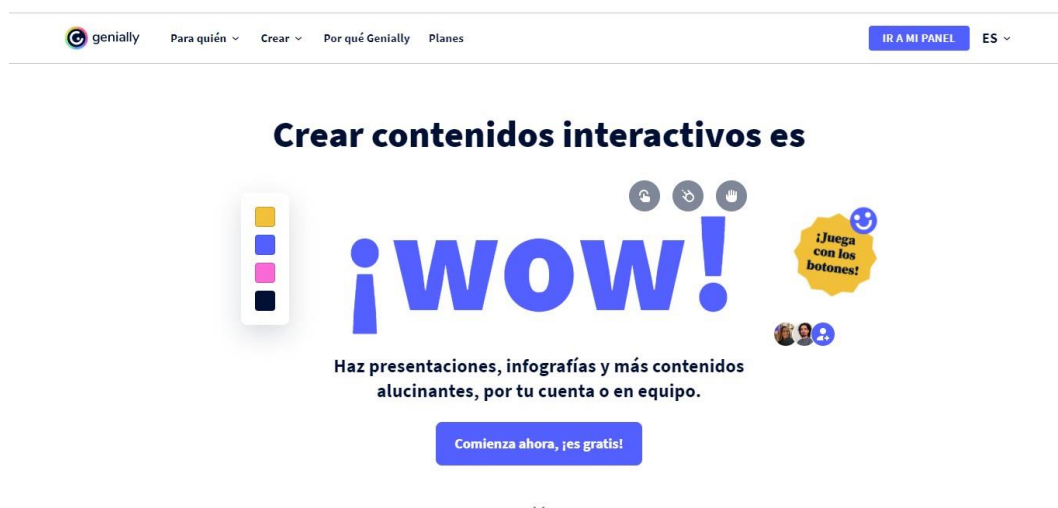 genially
Para quién
Crear
Por qué Genially
Planes
IR A MI PANEL
ES
Crear contenidos interactivos es
¡WOW!
¡Juega
con los
botones!
Haz presentaciones, infografías y más contenidos
alucinantes, por tu cuenta o en equipo.
Comienza ahora, ¡es gratis!